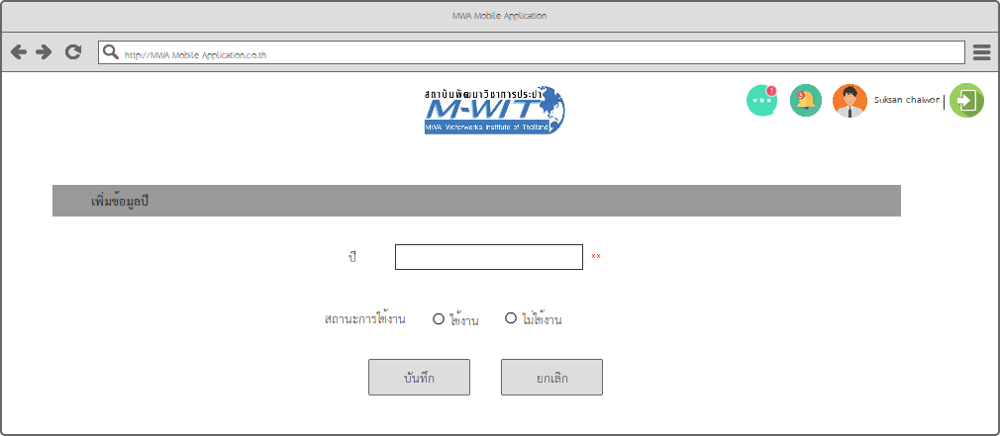 MWA Mobile Application
http://MWA Mobile Application.co.th
สถาบันพัฒนาวิชาการประปา
M-WIT
MWA Waterworks Institute of Thailand
1
Suksan chaiwon
เพิ่มข้อมูลปี
ปี
**
สถานะการใช้งาน
ใช้งาน
ไม่ใช้งาน
บันทึก
ยกเลิก